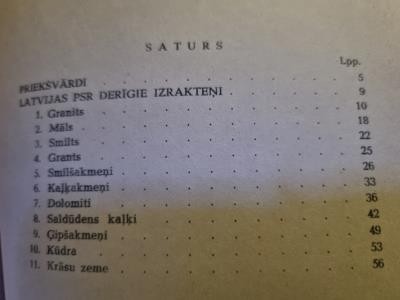 SATURS
Lpp.
PRIEKŠVĀRDI . . . . . . . . . 5
LATVIJAS PSR DERĪGIE IZRAKTEŅI . . . . 9
1. Granits . . . . . . . . . 10
2. Māls . . . . . . . . . 18
3. Smilts . . . . . . . . . 22
4. Grants . . . . . . . . . 25
5. Smilšakmeņi . . . . . . . . 26
6. Kaļķakmeņi . . . . . . . . 33
7. Dolomiti . . . . . . . . . 36
8. Saldūdens kaļķi . . . . . . . 42
9. Ģipšakmeņi . . . . . . . . 49
10. Kūdra . . . . . . . . . 53
11. Krāsu zeme . . . . . . . . 56